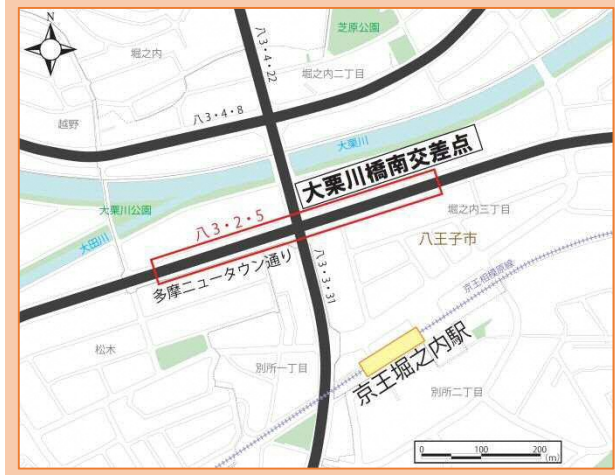 N
芝原公園
堀之内
堀之内二丁目
八3・4・22
越野
八3・4・8
大栗川
大栗川橋南交差点
大栗川公園
八3・2・5
堀之内三丁目
大田川
八王子市
多摩ニュータウン通り
八3・3・31
京王相模原線
松木
京王堀之内駅
別所一丁目
別所二丁目
0 100 200
(m)